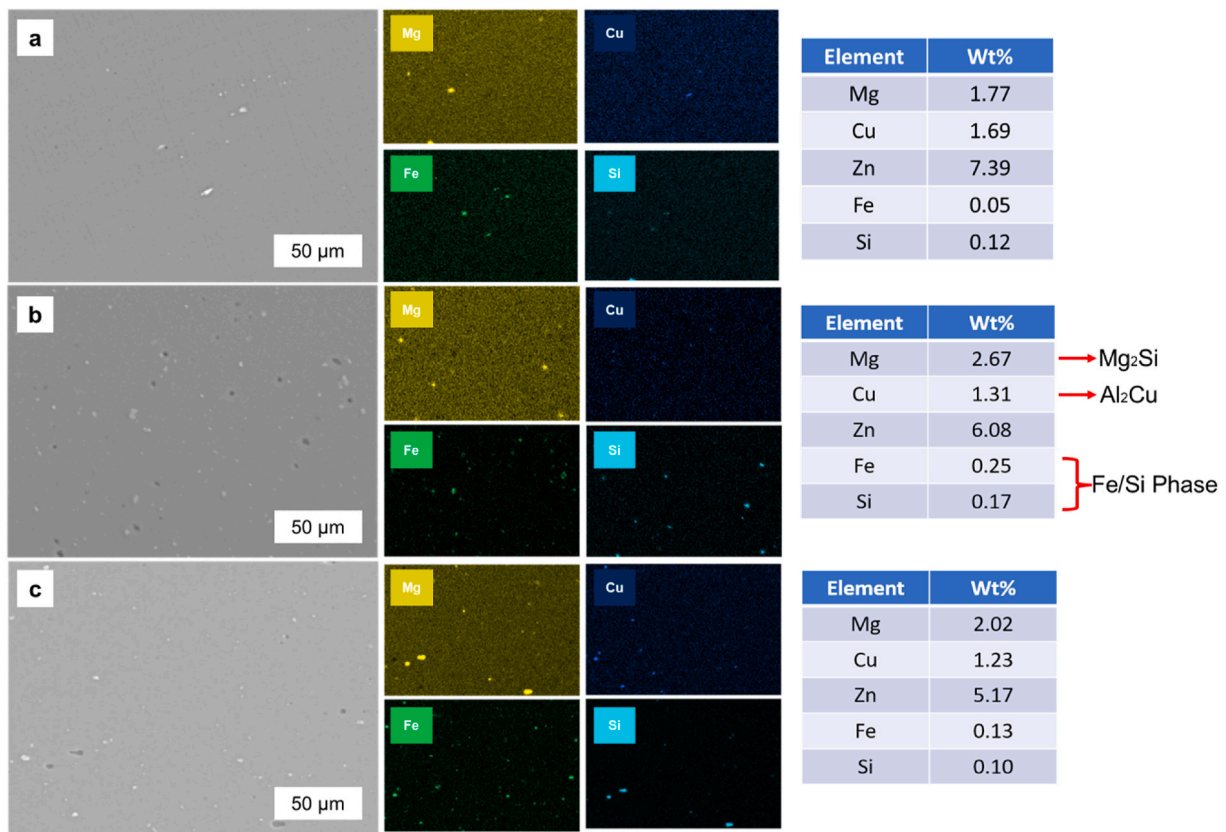 a
Mg
Cu
Fe
Si
50 µm
Element Wt%
Mg 1.77
Cu 1.69
Zn 7.39
Fe 0.05
Si 0.12
b
Mg
Cu
Fe
Si
50 µm
Element Wt%
Mg 2.67 Mg₂Si
Cu 1.31 Al₂Cu
Zn 6.08
Fe 0.25
Si 0.17
Fe/Si Phase
c
Mg
Cu
Fe
Si
50 µm
Element Wt%
Mg 2.02
Cu 1.23
Zn 5.17
Fe 0.13
Si 0.10